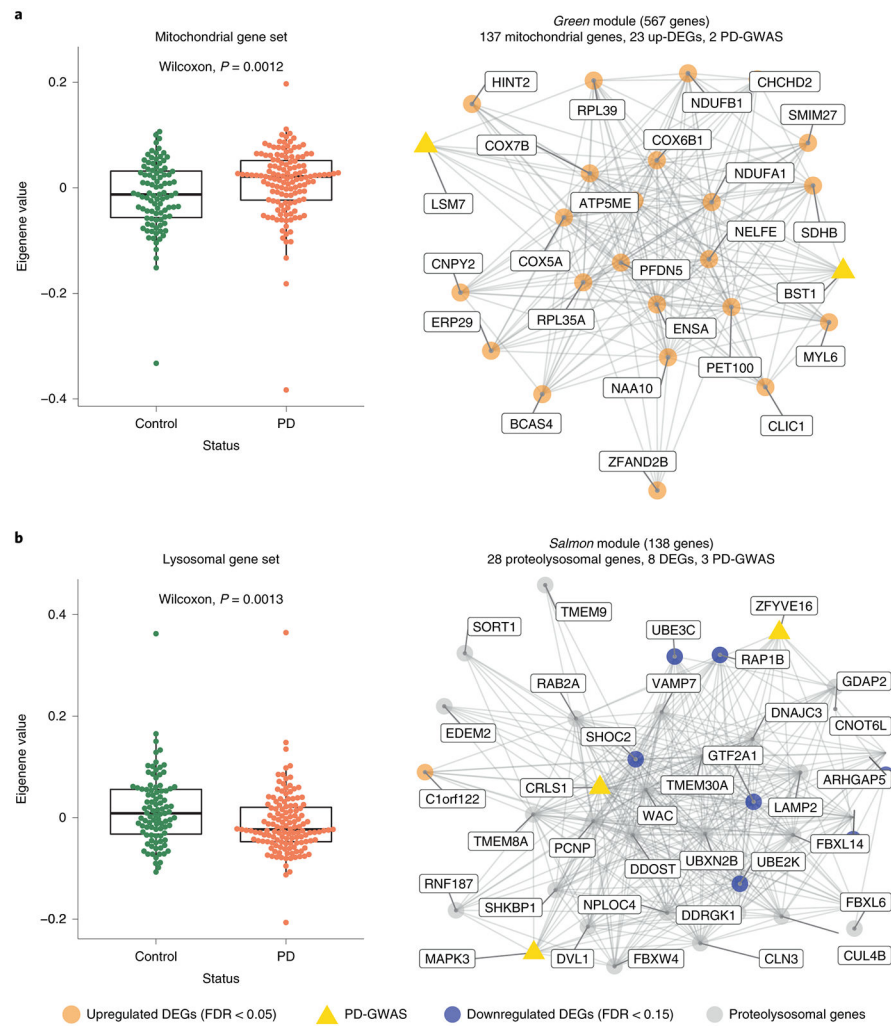 a
Mitochondrial gene set
Wilcoxon, P = 0.0012
Eigenene value
0.2
0
−0.2
−0.4
Control
PD
Status
Green module (567 genes)
137 mitochondrial genes, 23 up-DEGs, 2 PD-GWAS
HINT2
RPL39
NDUFB1
CHCHD2
SMIM27
COX7B
COX6B1
LSM7
ATP5ME
NDUFA1
SDHB
CNPY2
COX5A
NELFE
PFDN5
BST1
ERP29
RPL35A
ENSA
MYL6
NAA10
PET100
BCAS4
CLIC1
ZFAND2B
b
Lysosomal gene set
Wilcoxon, P = 0.0013
Eigenene value
0.4
0.2
0
−0.2
Control
PD
Status
Salmon module (138 genes)
28 proteolysosomal genes, 8 DEGs, 3 PD-GWAS
TMEM9
ZFYVE16
SORT1
UBE3C
RAP1B
RAB2A
VAMP7
GDAP2
EDEM2
SHOC2
DNAJC3
CNOT6L
GTF2A1
C1orf122
CRLS1
TMEM30A
ARHGAP5
WAC
LAMP2
TMEM8A
PCNP
FBXL14
DDOST
UBXN2B
UBE2K
RNF187
SHKBP1
NPLOC4
DDRGK1
FBXL6
MAPK3
DVL1
FBXW4
CLN3
CUL4B
Upregulated DEGs (FDR < 0.05)
PD-GWAS
Downregulated DEGs (FDR < 0.15)
Proteolysosomal genes